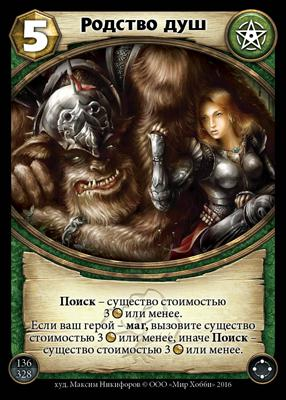 5
Родство душ
Поиск – существо стоимостью
3 или менее.
Если ваш герой – маг, вызовите существо
стоимостью 3 или менее, иначе Поиск –
существо стоимостью 3 или менее.
136
328
худ. Максим Никифоров © ООО «Мир Хобби» 2016